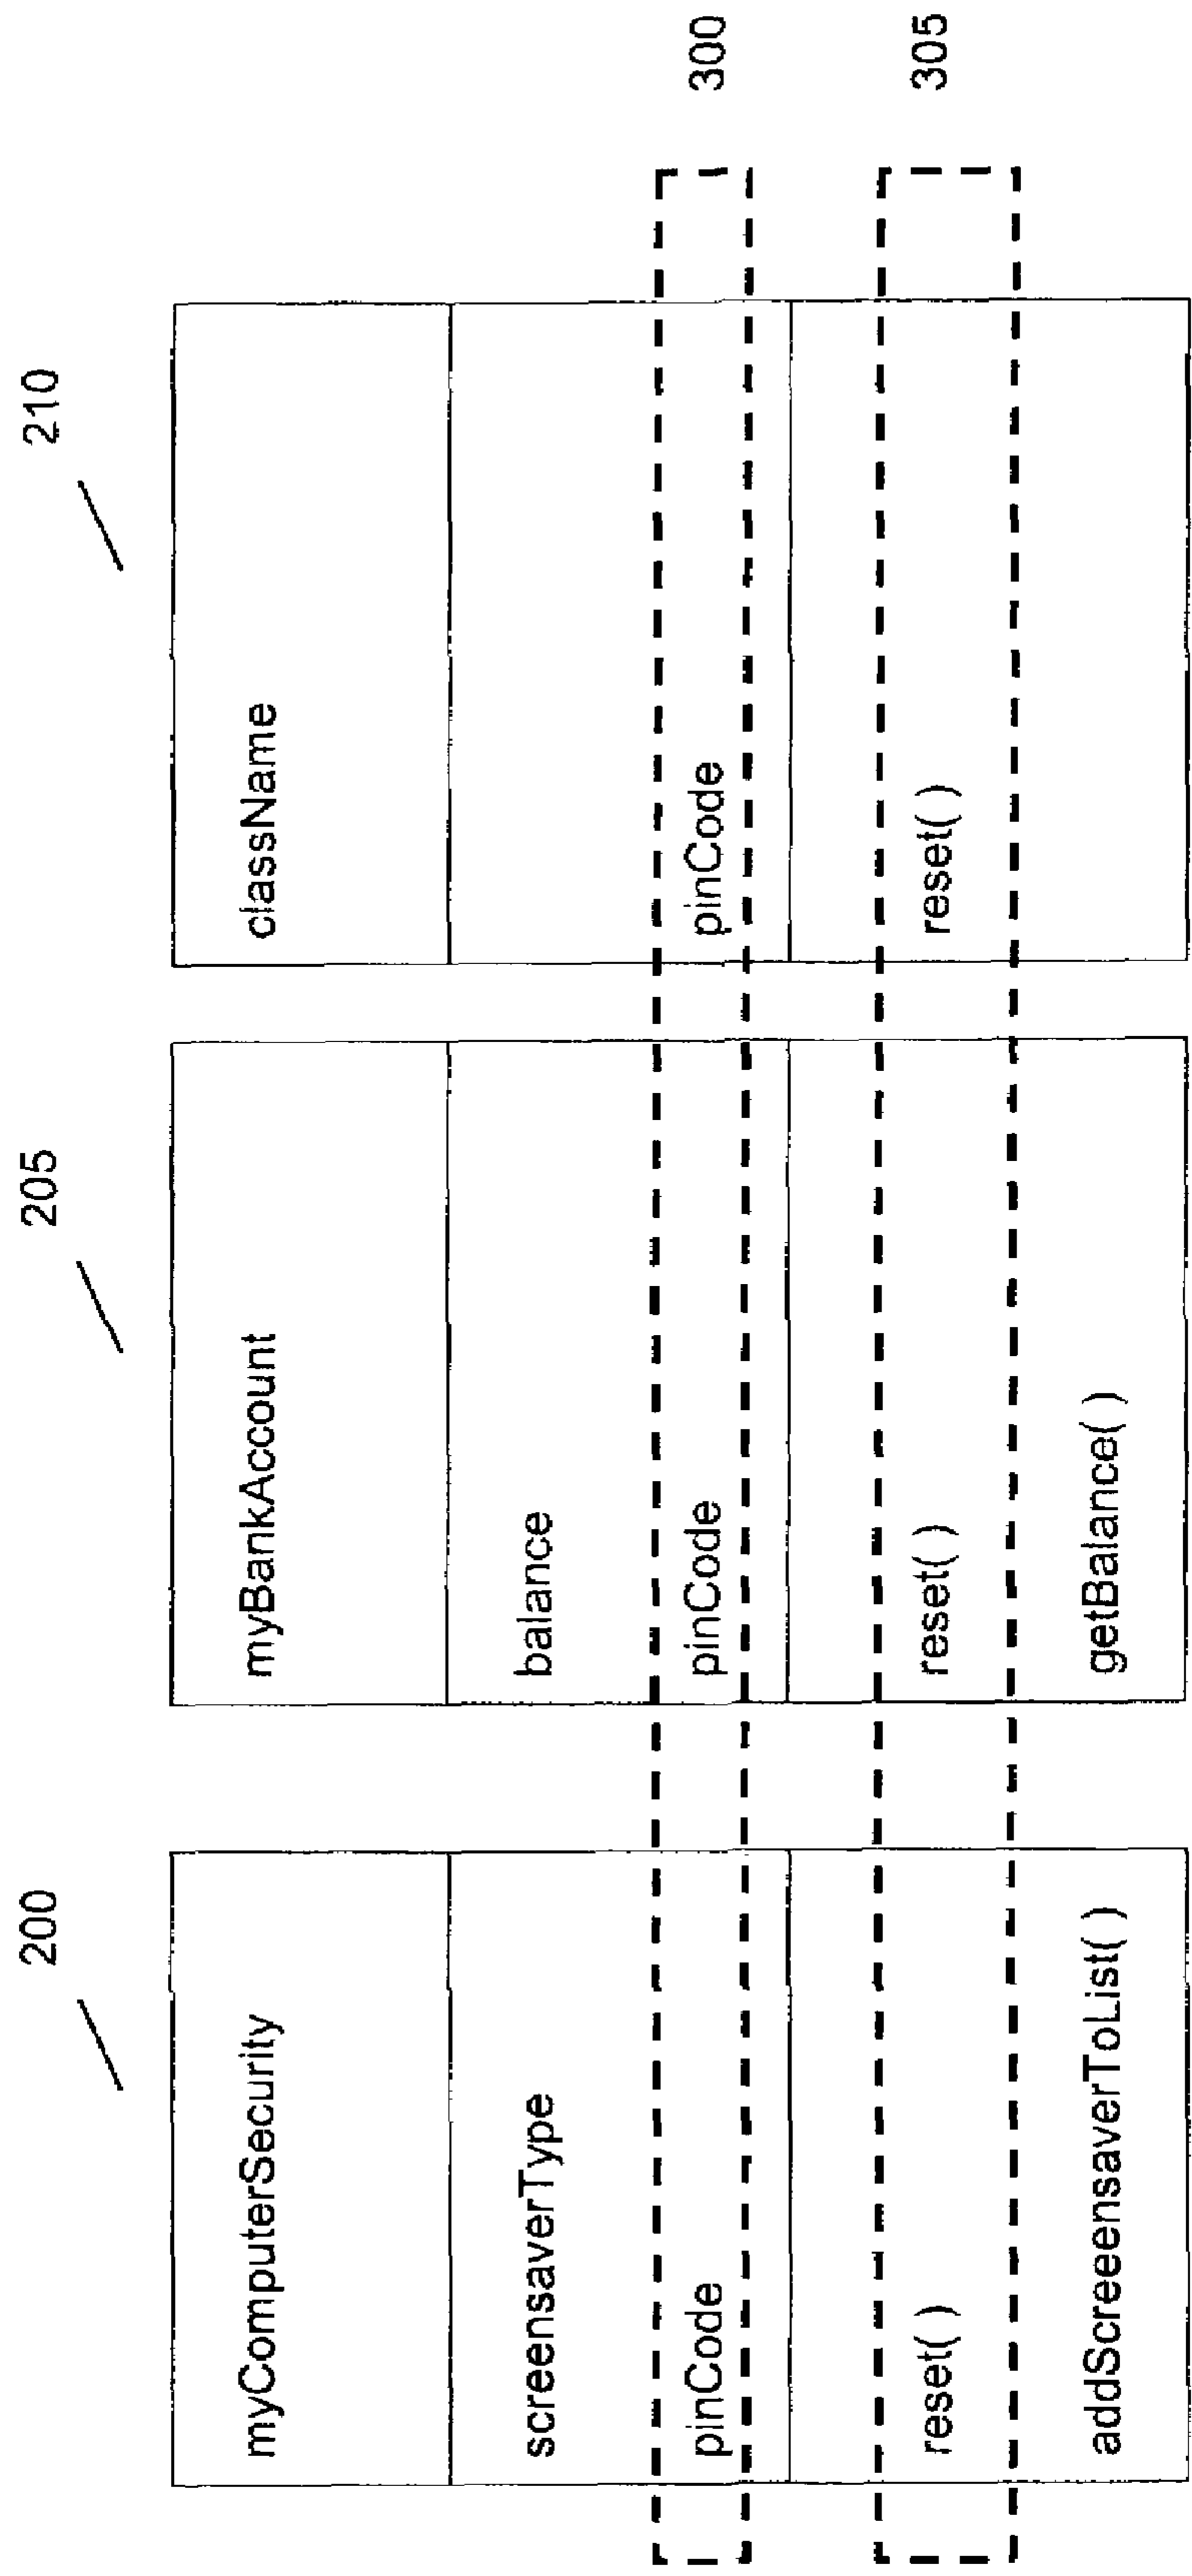 200
205
210
myComputerSecurity
screensaverType
pinCode
reset( )
addScreeensaverToList( )
myBankAccount
balance
pinCode
reset( )
getBalance( )
className
pinCode
reset( )
300
305